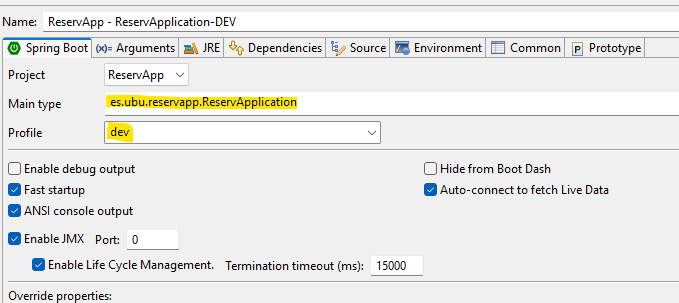 Name: ReservApp - ReservApplication-DEV
Spring Boot (x)= Arguments JRE Dependencies Source Environment Common P Prototype
Project ReservApp
Main type es.ubu.reservapp.ReservApplication
Profile dev
Enable debug output Hide from Boot Dash
Fast startup Auto-connect to fetch Live Data
ANSI console output
Enable JMX Port: 0
Enable Life Cycle Management. Termination timeout (ms): 15000
Override properties: